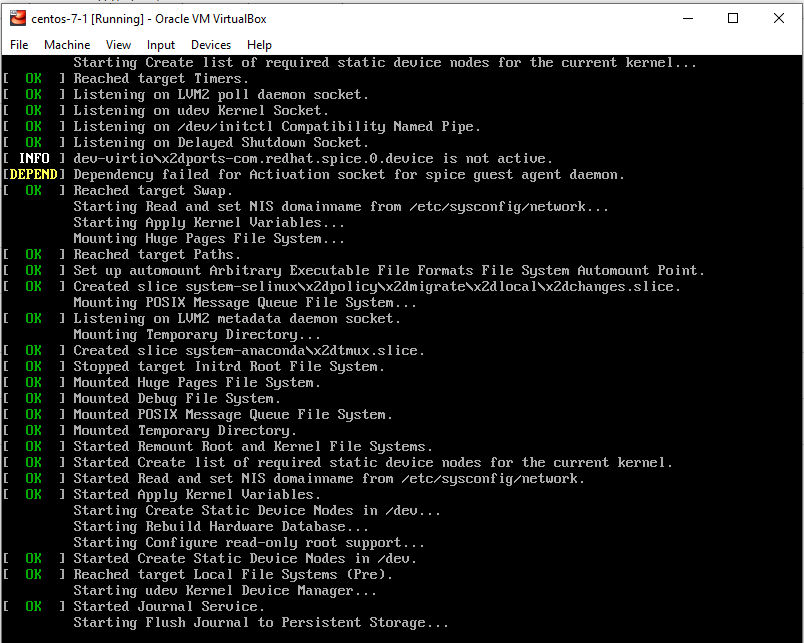 centos-7-1 [Running] - Oracle VM VirtualBox
File Machine View Input Devices Help
Starting Create list of required static device nodes for the current kernel...
[ OK ] Reached target Timers.
[ OK ] Listening on LVM2 poll daemon socket.
[ OK ] Listening on udev Kernel Socket.
[ OK ] Listening on /dev/initctl Compatibility Named Pipe.
[ OK ] Listening on Delayed Shutdown Socket.
[ INFO ] dev-virtio\x2dports-com.redhat.spice.0.device is not active.
[DEPEND] Dependency failed for Activation socket for spice guest agent daemon.
[ OK ] Reached target Swap.
Starting Read and set NIS domainname from /etc/sysconfig/network...
Starting Apply Kernel Variables...
Mounting Huge Pages File System...
[ OK ] Reached target Paths.
[ OK ] Set up automount Arbitrary Executable File Formats File System Automount Point.
[ OK ] Created slice system-selinux\x2dpolicy\x2dmigrate\x2dlocal\x2dchanges.slice.
Mounting POSIX Message Queue File System...
[ OK ] Listening on LVM2 metadata daemon socket.
Mounting Temporary Directory...
[ OK ] Created slice system-anaconda\x2dtmux.slice.
[ OK ] Stopped target Initrd Root File System.
[ OK ] Mounted Huge Pages File System.
[ OK ] Mounted Debug File System.
[ OK ] Mounted POSIX Message Queue File System.
[ OK ] Mounted Temporary Directory.
[ OK ] Started Remount Root and Kernel File Systems.
[ OK ] Started Create list of required static device nodes for the current kernel.
[ OK ] Started Read and set NIS domainname from /etc/sysconfig/network.
[ OK ] Started Apply Kernel Variables.
Starting Create Static Device Nodes in /dev...
Starting Rebuild Hardware Database...
Starting Configure read-only root support...
[ OK ] Started Create Static Device Nodes in /dev.
[ OK ] Reached target Local File Systems (Pre).
Starting udev Kernel Device Manager...
[ OK ] Started Journal Service.
Starting Flush Journal to Persistent Storage...